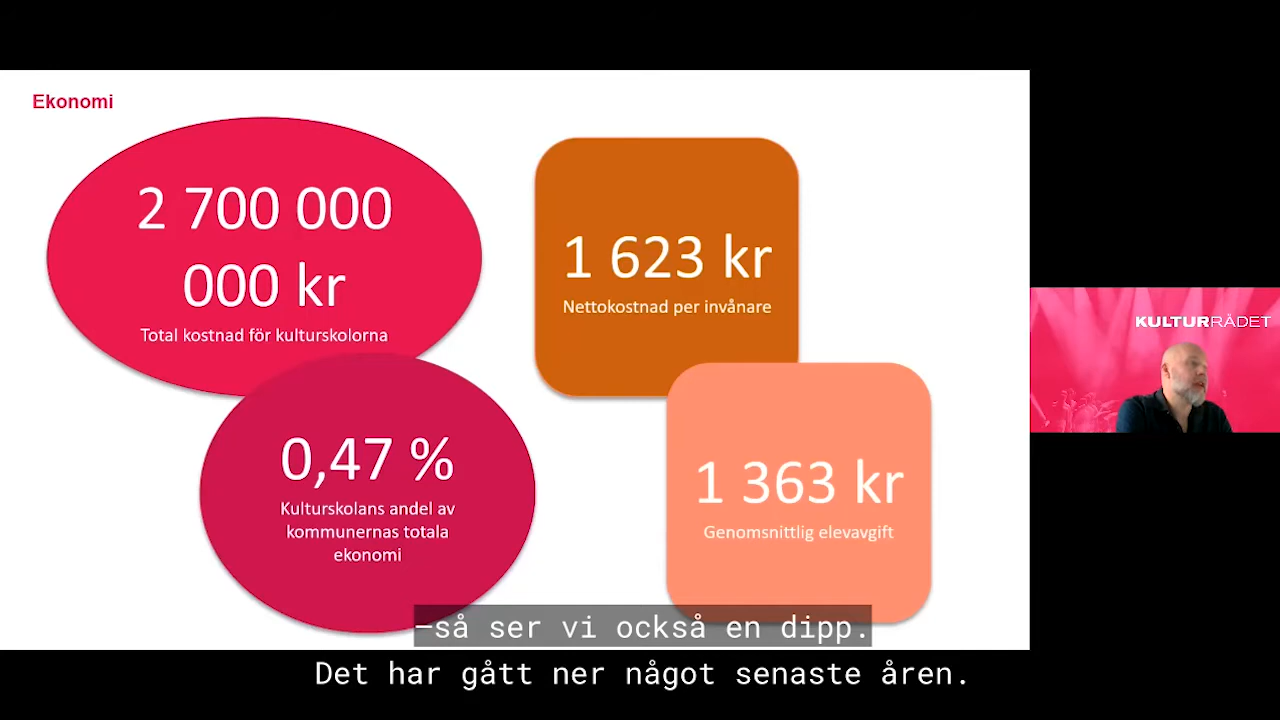 Ekonomi
2 700 000
000 kr
Total kostnad för kulturskolorna
1 623 kr
Nettokostnad per invånare
0,47 %
Kulturskolans andel av
kommunernas totala
ekonomi
1 363 kr
Genomsnittlig elevavgift
KULTURRÅDET
–så ser vi också en dipp.
Det har gått ner något senaste åren.